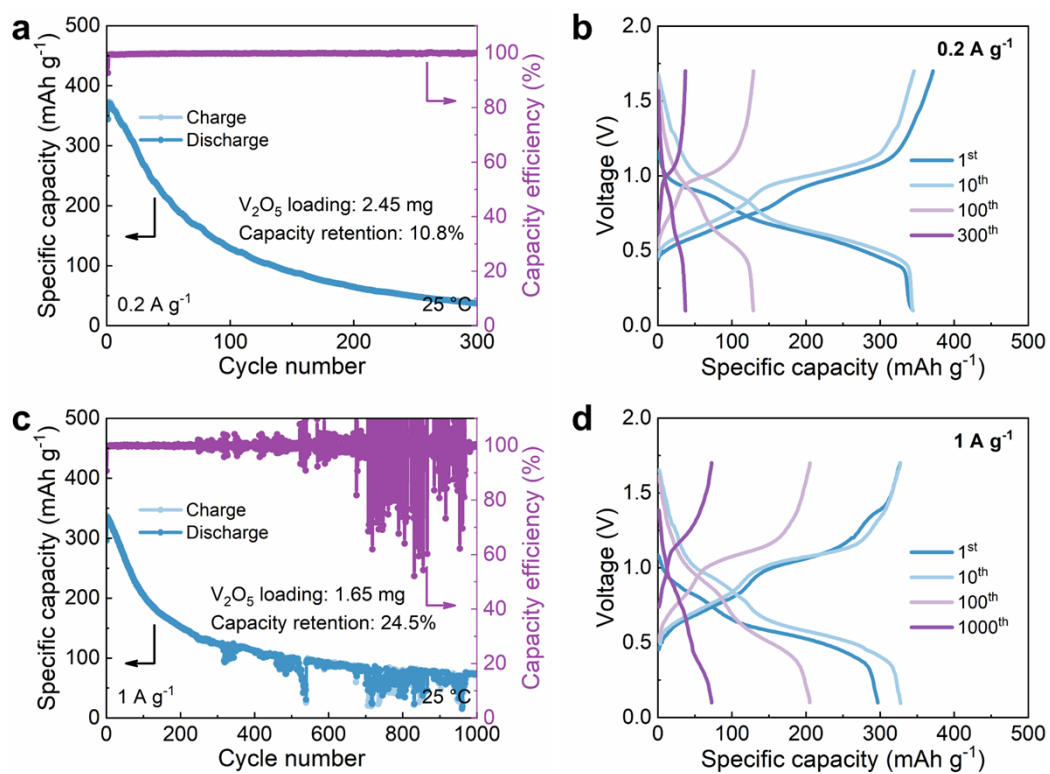 a
Specific capacity (mAh g⁻¹)
500
400
300
200
100
0
Charge
Discharge
V₂O₅ loading: 2.45 mg
Capacity retention: 10.8%
0.2 A g⁻¹
25 °C
0
100
200
300
Cycle number
100
80
60
40
20
0
Capacity efficiency (%)
b
0.2 A g⁻¹
Voltage (V)
2.0
1.5
1.0
0.5
0.0
1st
10th
100th
300th
0
100
200
300
400
500
Specific capacity (mAh g⁻¹)
c
Specific capacity (mAh g⁻¹)
500
400
300
200
100
0
Charge
Discharge
V₂O₅ loading: 1.65 mg
Capacity retention: 24.5%
1 A g⁻¹
25 °C
0
200
400
600
800
1000
Cycle number
100
80
60
40
20
0
Capacity efficiency (%)
d
1 A g⁻¹
Voltage (V)
2.0
1.5
1.0
0.5
0.0
1st
10th
100th
1000th
0
100
200
300
400
500
Specific capacity (mAh g⁻¹)